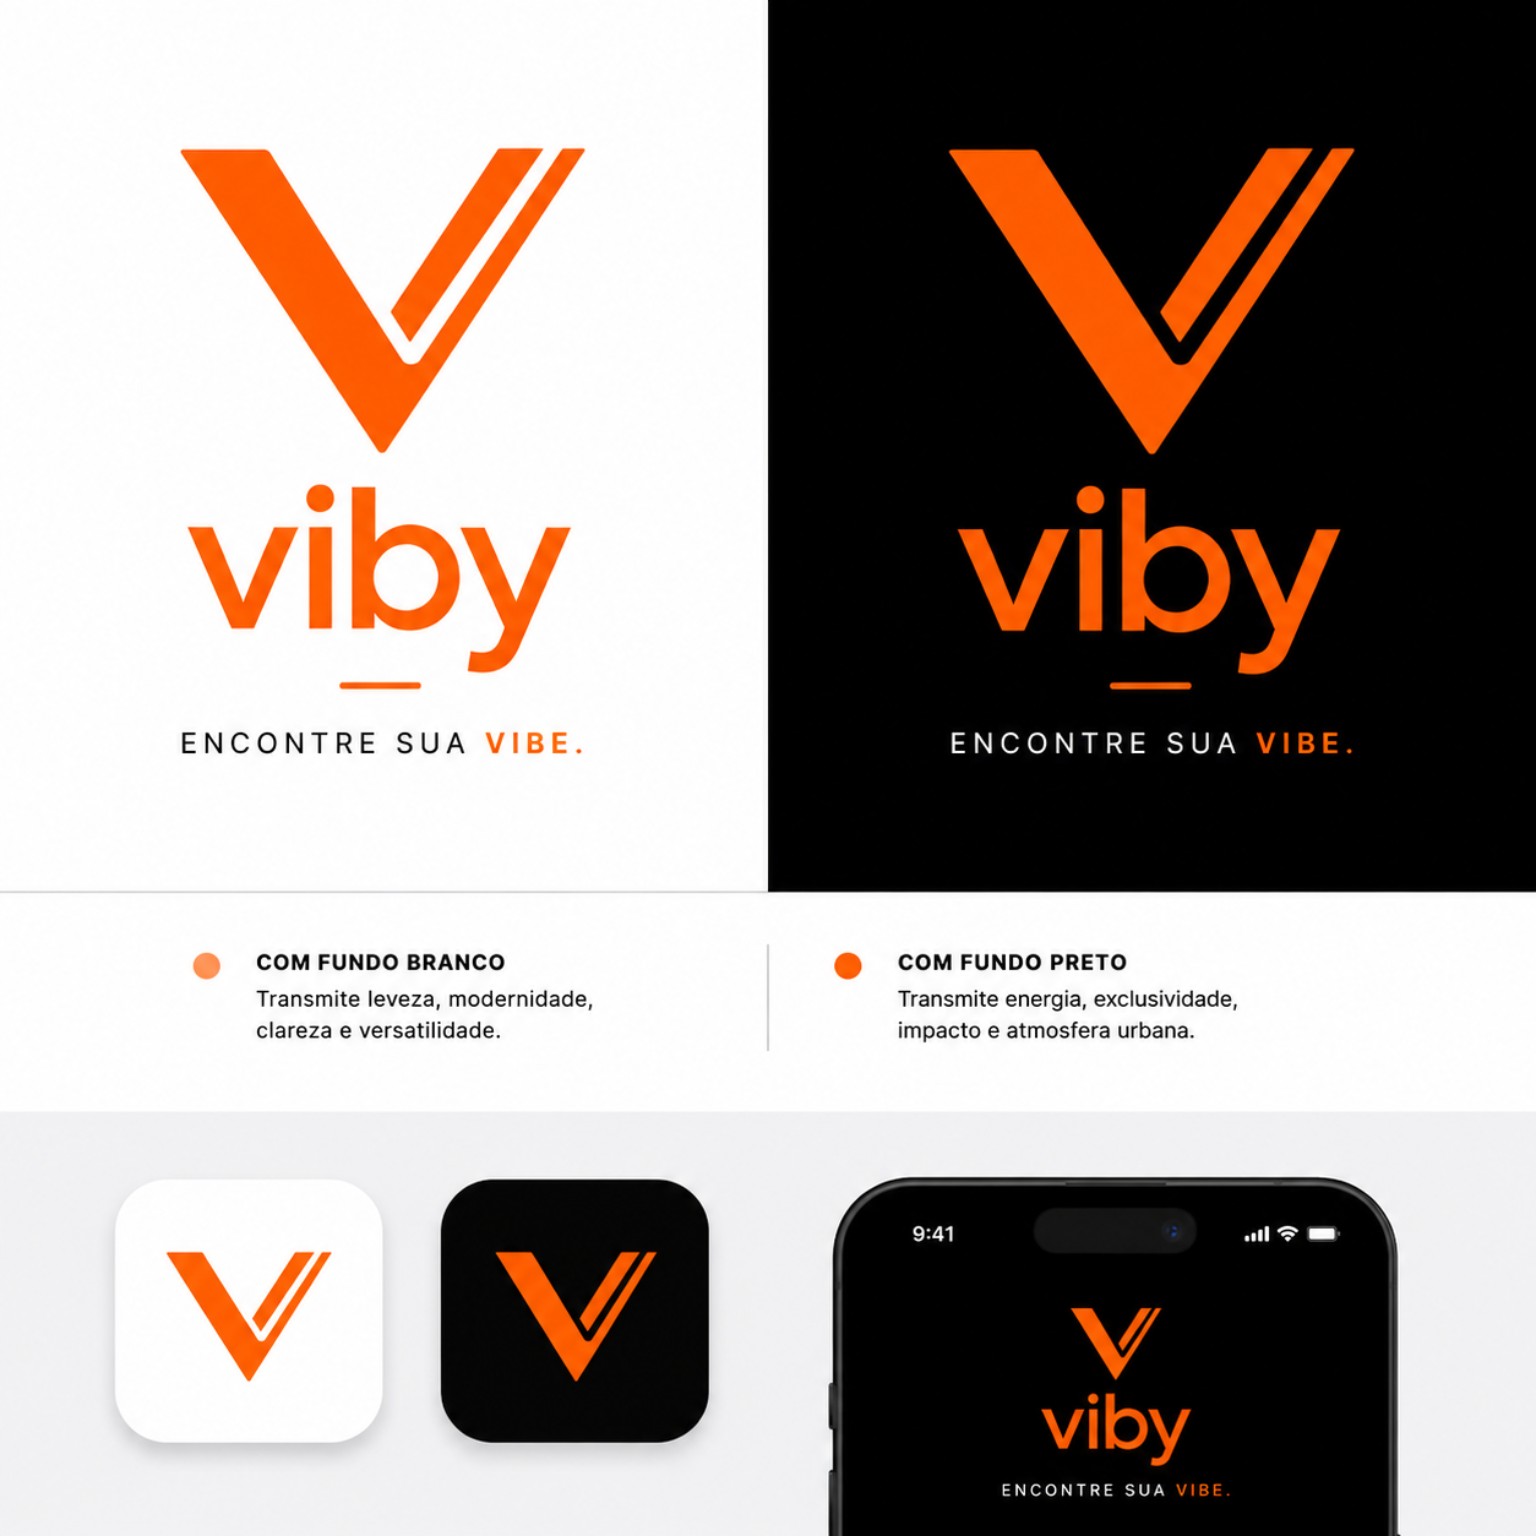 viby
ENCONTRE SUA VIBE.
viby
ENCONTRE SUA VIBE.
COM FUNDO BRANCO
Transmite leveza, modernidade,
clareza e versatilidade.
COM FUNDO PRETO
Transmite energia, exclusividade,
impacto e atmosfera urbana.
9:41
viby
ENCONTRE SUA VIBE.